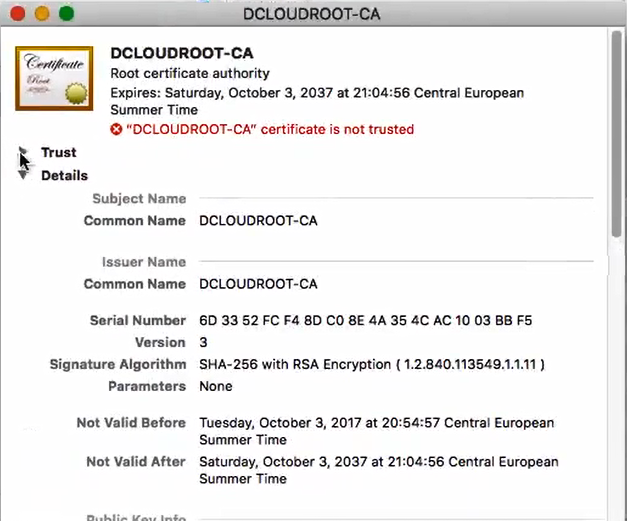 DCLOUDROOT-CA
Certificate
Root
DCLOUDROOT-CA
Root certificate authority
Expires: Saturday, October 3, 2037 at 21:04:56 Central European
Summer Time
"DCLOUDROOT-CA" certificate is not trusted
Trust
Details
Subject Name
Common Name DCLOUDROOT-CA
Issuer Name
Common Name DCLOUDROOT-CA
Serial Number 6D 33 52 FC F4 8D C0 8E 4A 35 4C AC 10 03 BB F5
Version 3
Signature Algorithm SHA-256 with RSA Encryption ( 1.2.840.113549.1.1.11 )
Parameters None
Not Valid Before Tuesday, October 3, 2017 at 20:54:57 Central European
Summer Time
Not Valid After Saturday, October 3, 2037 at 21:04:56 Central European
Summer Time
Public Key Info